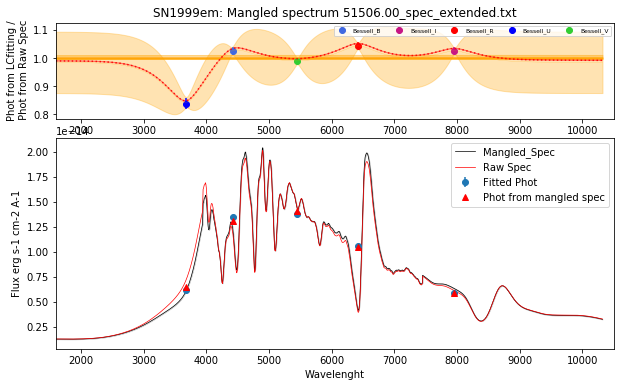 SN1999em: Mangled spectrum 51506.00_spec_extended.txt
Phot from LCfitting /
Phot from Raw Spec
1.1
1.0
0.9
0.8
Bessell_B
Bessell_I
Bessell_R
Bessell_U
Bessell_V
2000 3000 4000 5000 6000 7000 8000 9000 10000
1e−14
Flux erg s-1 cm-2 A-1
2.00
1.75
1.50
1.25
1.00
0.75
0.50
0.25
Mangled_Spec
Raw Spec
Fitted Phot
Phot from mangled spec
2000 3000 4000 5000 6000 7000 8000 9000 10000
Wavelenght